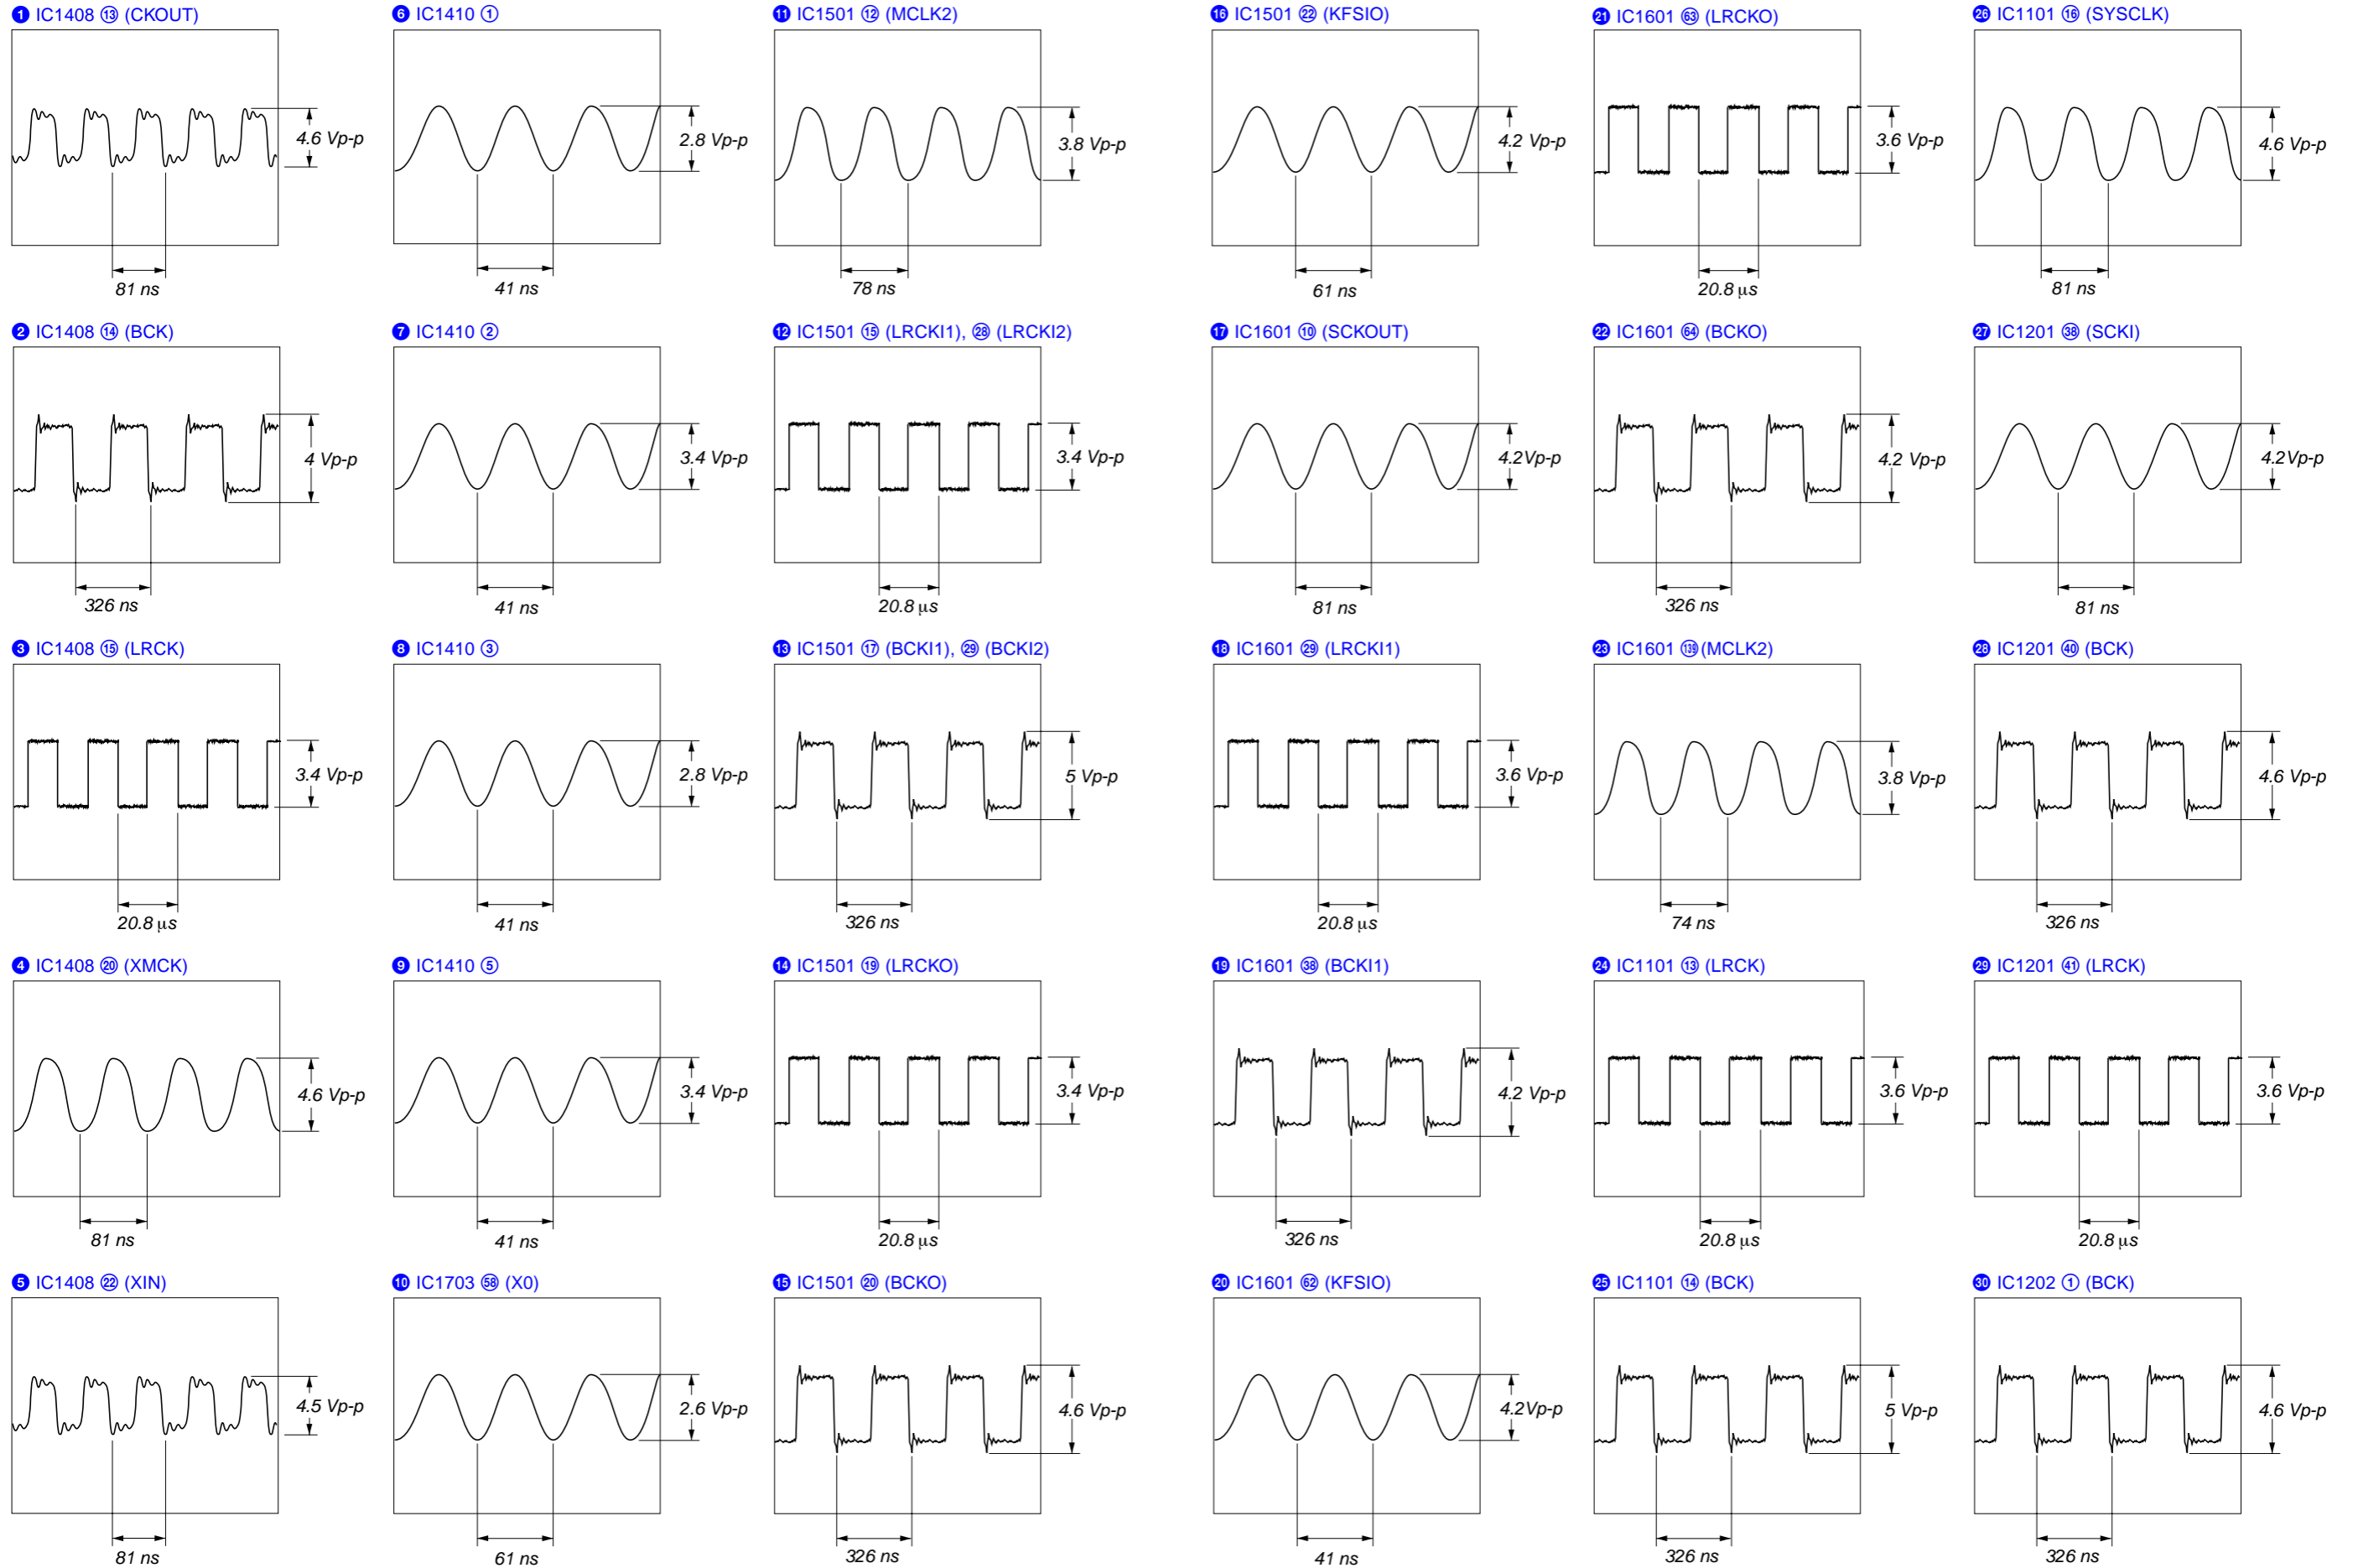 ❶ IC1408 ⑬ (CKOUT)
4.6 Vp-p
81 ns
❷ IC1408 ⑭ (BCK)
4 Vp-p
326 ns
❸ IC1408 ⑮ (LRCK)
3.4 Vp-p
20.8 µs
❹ IC1408 ⑳ (XMCK)
4.6 Vp-p
81 ns
❺ IC1408 ㉒ (XIN)
4.5 Vp-p
81 ns
❻ IC1410 ①
2.8 Vp-p
41 ns
❼ IC1410 ②
3.4 Vp-p
41 ns
❽ IC1410 ③
2.8 Vp-p
41 ns
❾ IC1410 ⑤
3.4 Vp-p
41 ns
❿ IC1703 58 (X0)
2.6 Vp-p
61 ns
⓫ IC1501 ⑫ (MCLK2)
3.8 Vp-p
78 ns
⓬ IC1501 ⑮ (LRCKI1), ㉘ (LRCKI2)
3.4 Vp-p
20.8 µs
⓭ IC1501 ⑰ (BCKI1), ㉙ (BCKI2)
5 Vp-p
326 ns
⓮ IC1501 ⑲ (LRCKO)
3.4 Vp-p
20.8 µs
⓯ IC1501 ⑳ (BCKO)
4.6 Vp-p
326 ns
⓰ IC1501 ㉒ (KFSIO)
4.2 Vp-p
61 ns
⓱ IC1601 ⑩ (SCKOUT)
4.2Vp-p
81 ns
⓲ IC1601 ㉙ (LRCKI1)
3.6 Vp-p
20.8 µs
⓳ IC1601 ㊳ (BCKI1)
4.2 Vp-p
326 ns
⓴ IC1601 62 (KFSIO)
4.2Vp-p
41 ns
21 IC1601 63 (LRCKO)
3.6 Vp-p
20.8 µs
22 IC1601 64 (BCKO)
4.2 Vp-p
326 ns
23 IC1601 139 (MCLK2)
3.8 Vp-p
74 ns
24 IC1101 ⑬ (LRCK)
3.6 Vp-p
20.8 µs
25 IC1101 ⑭ (BCK)
5 Vp-p
326 ns
26 IC1101 ⑯ (SYSCLK)
4.6 Vp-p
81 ns
27 IC1201 ㊳ (SCKI)
4.2Vp-p
81 ns
28 IC1201 ㊵ (BCK)
4.6 Vp-p
326 ns
29 IC1201 ㊶ (LRCK)
3.6 Vp-p
20.8 µs
30 IC1202 ① (BCK)
4.6 Vp-p
326 ns